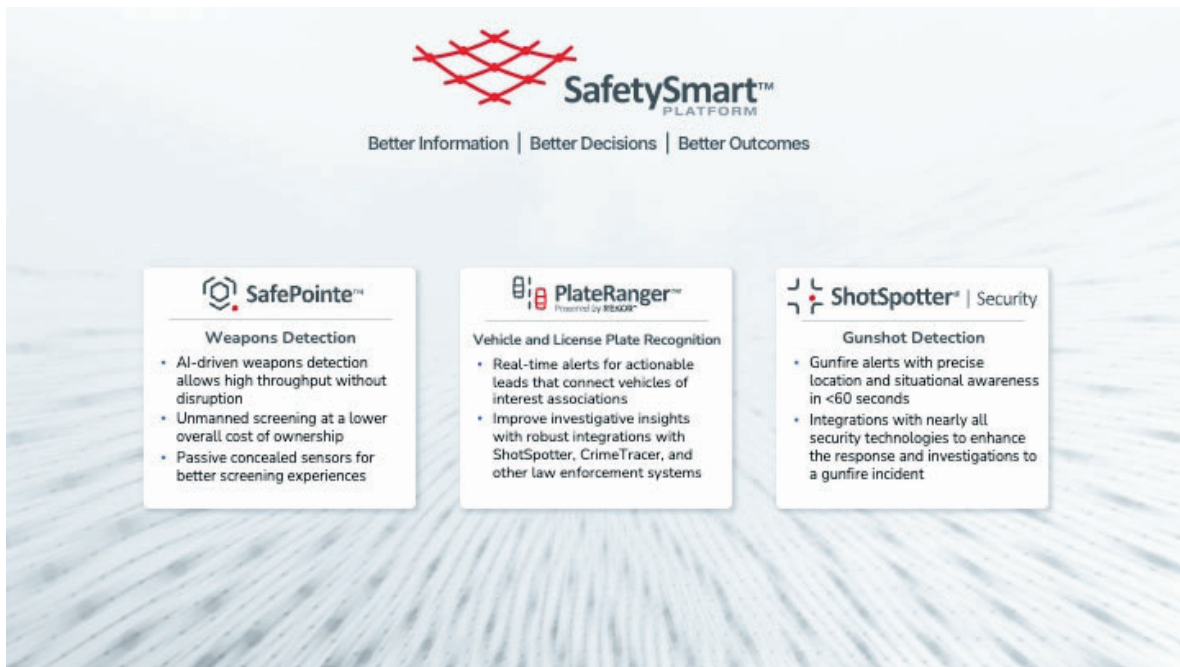 SafetySmart™
PLATFORM
Better Information | Better Decisions | Better Outcomes
SafePointe™
Weapons Detection
• AI-driven weapons detection
allows high throughput without
disruption
• Unmanned screening at a lower
overall cost of ownership
• Passive concealed sensors for
better screening experiences
PlateRanger™
Powered by REKOR™
Vehicle and License Plate Recognition
• Real-time alerts for actionable
leads that connect vehicles of
interest associations
• Improve investigative insights
with robust integrations with
ShotSpotter, CrimeTracer, and
other law enforcement systems
ShotSpotter® | Security
Gunshot Detection
• Gunfire alerts with precise
location and situational awareness
in <60 seconds
• Integrations with nearly all
security technologies to enhance
the response and investigations to
a gunfire incident